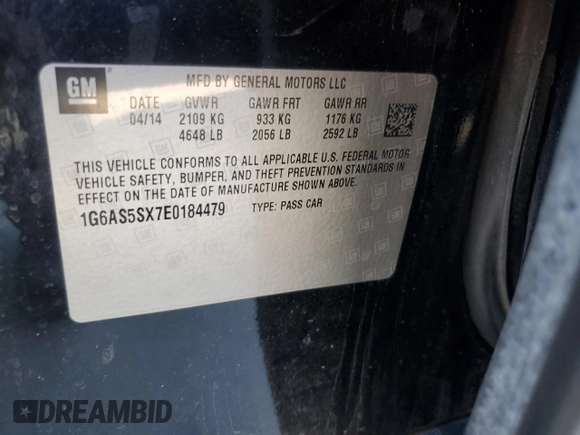 GM
MFD BY GENERAL MOTORS LLC
DATE GVWR GAWR FRT GAWR RR
04/14 2109 KG 933 KG 1176 KG
4648 LB 2056 LB 2592 LB
THIS VEHICLE CONFORMS TO ALL APPLICABLE U.S. FEDERAL MOTOR
VEHICLE SAFETY, BUMPER, AND THEFT PREVENTION STANDARDS IN
EFFECT ON THE DATE OF MANUFACTURE SHOWN ABOVE.
1G6AS5SX7E0184479 TYPE: PASS CAR
DREAMBID